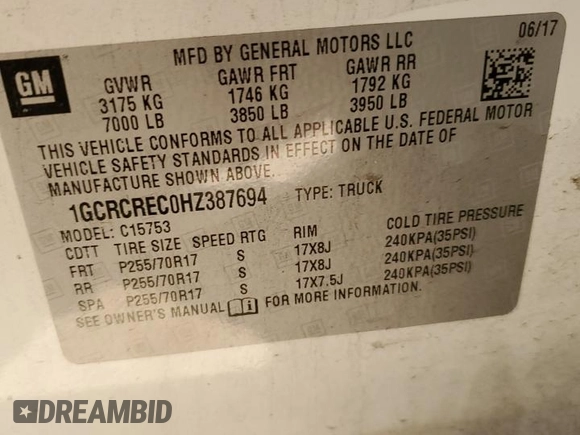 GM
MFD BY GENERAL MOTORS LLC 06/17
GVWR GAWR FRT GAWR RR
3175 KG 1746 KG 1792 KG
7000 LB 3850 LB 3950 LB
THIS VEHICLE CONFORMS TO ALL APPLICABLE U.S. FEDERAL MOTOR
VEHICLE SAFETY STANDARDS IN EFFECT ON THE DATE OF
MANUFACTURE SHOWN ABOVE.
1GCRCREC0HZ387694 TYPE: TRUCK
MODEL: C15753
CDTT TIRE SIZE SPEED RTG RIM COLD TIRE PRESSURE
FRT P255/70R17 S 17X8J 240KPA(35PSI)
RR P255/70R17 S 17X8J 240KPA(35PSI)
SPA P255/70R17 S 17X7.5J 240KPA(35PSI)
SEE OWNER'S MANUAL FOR MORE INFORMATION.
DREAMBID